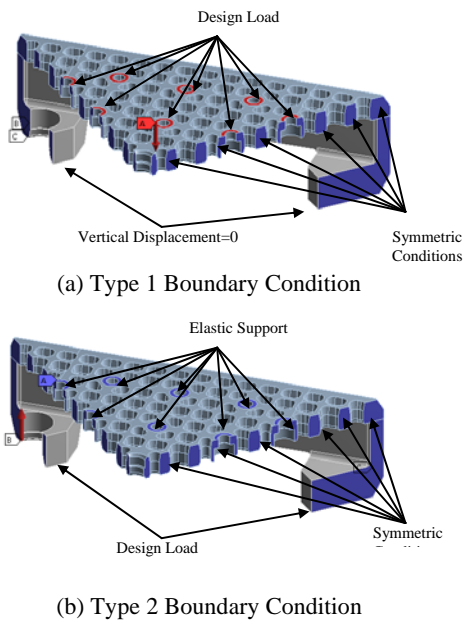 Design Load
A
B
C
Vertical Displacement=0
Symmetric
Conditions
(a) Type 1 Boundary Condition
Elastic Support
A
B
Design Load
Symmetric
(b) Type 2 Boundary Condition